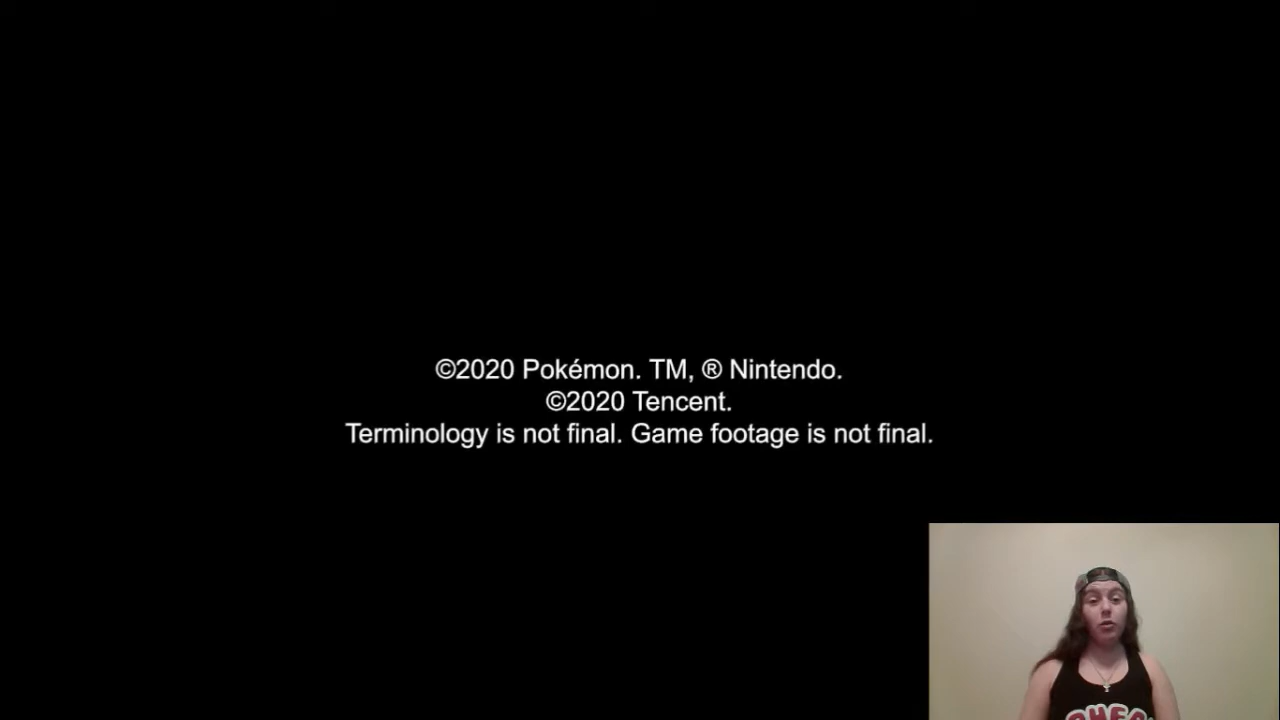 ©2020 Pokémon. TM, ® Nintendo.
©2020 Tencent.
Terminology is not final. Game footage is not final.